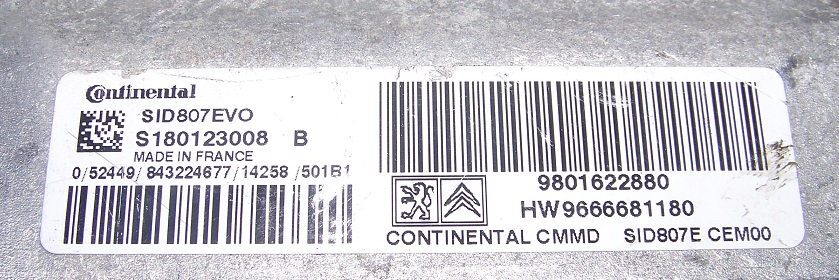 Continental
SID807EVO
S180123008 B
MADE IN FRANCE
0/52449/843224677/14258/501B1
9801622880
HW9666681180
CONTINENTAL CMMD SID807E CEM00